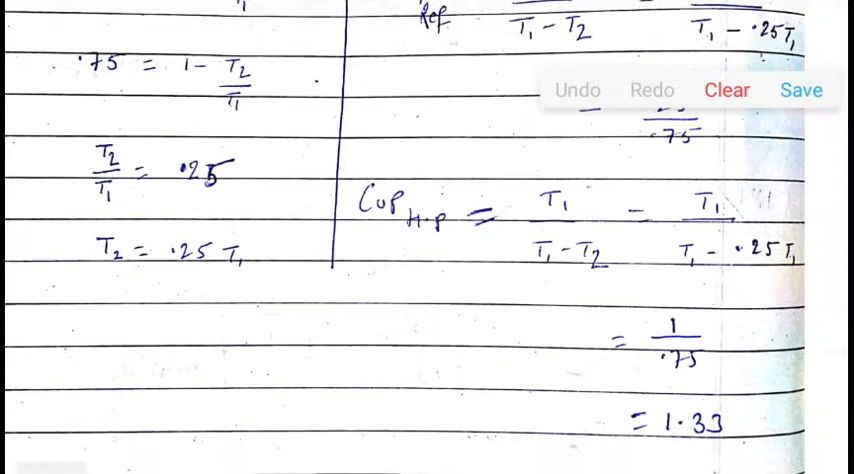 Ref
T₁ - T₂
T₁ - .25T₁
.75 = 1 - T₂/T₁
Undo Redo Clear Save
=
.75
T₂/T₁ = .25
T₂ = .25 T₁
COP H.P = T₁/(T₁ - T₂) = T₁/(T₁ - .25T₁)
= 1/.75
= 1.33